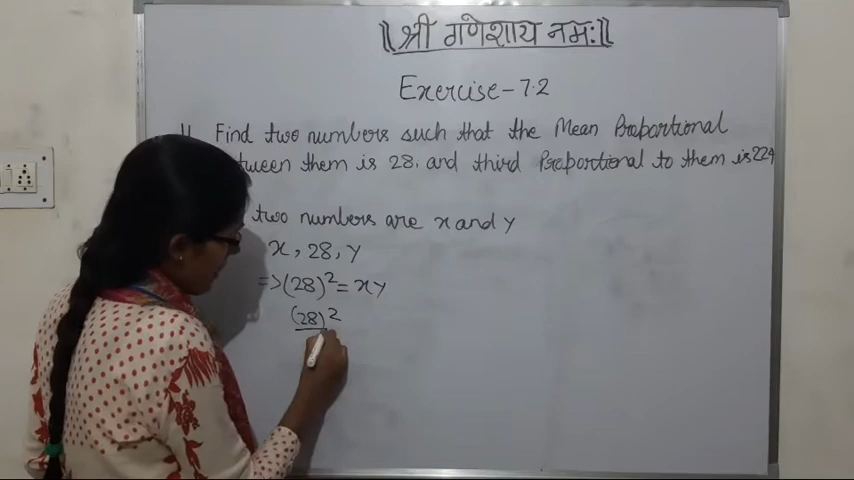 ॥ श्री गणेशाय नमः॥
Exercise-7.2
11. Find two numbers such that the Mean Proportional
tween them is 28. and third Proportional to them is 224
two numbers are x and y
x, 28, y
=>(28)²=xy
(28)²